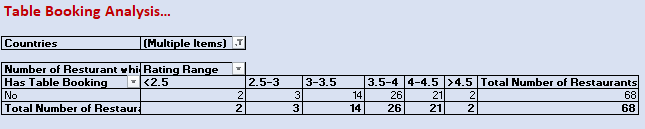 Table Booking Analysis...
Countries (Multiple Items)
Number of Resturant whi Rating Range
Has Table Booking <2.5 2.5-3 3-3.5 3.5-4 4-4.5 >4.5 Total Number of Restaurants
No 2 3 14 26 21 2 68
Total Number of Restaura 2 3 14 26 21 2 68